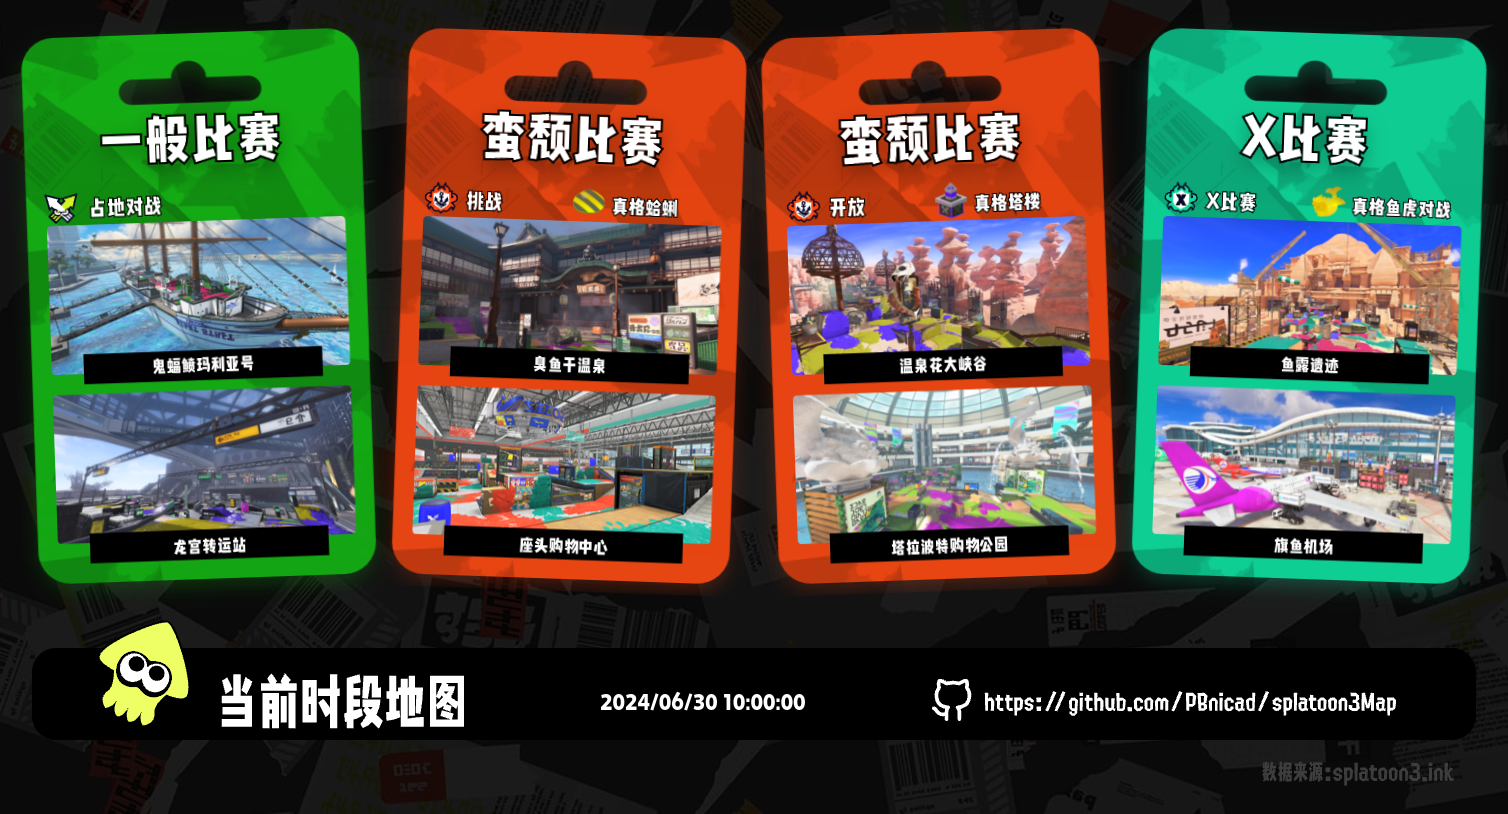 一般比赛
占地对战
鬼蝠鲼玛利亚号
龙宫转运站
蛮颓比赛
挑战
真格蛤蜊
臭鱼干温泉
座头购物中心
蛮颓比赛
开放
真格塔楼
温泉花大峡谷
塔拉波特购物公园
X比赛
X比赛
真格鱼虎对战
鱼露遗迹
旗鱼机场
当前时段地图
2024/06/30 10:00:00
https://github.com/PBnicad/splatoon3Map
数据来源:splatoon3.ink